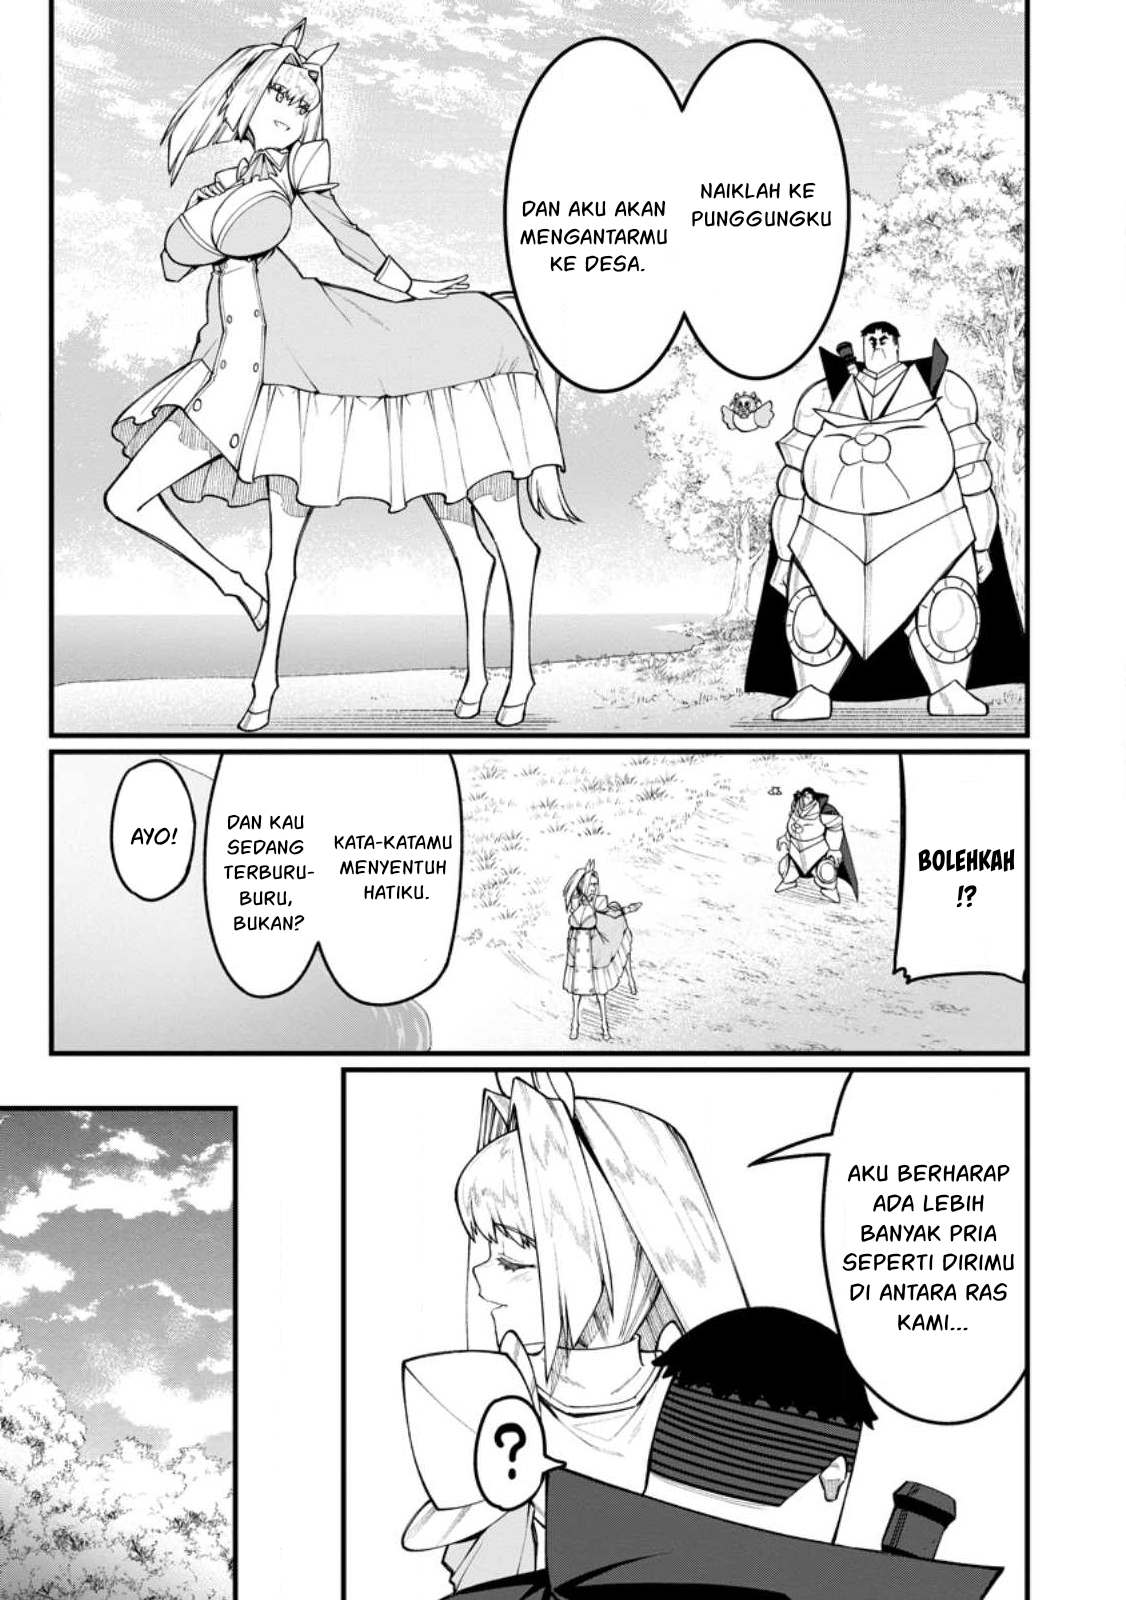 NAIKLAH KE
PUNGGUNGKU
DAN AKU AKAN
MENGANTARMU
KE DESA.
BOLEHKAH
!?
KATA-KATAMU
MENYENTUH
HATIKU.
DAN KAU
SEDANG
TERBURU-
BURU,
BUKAN?
AYO!
AKU BERHARAP
ADA LEBIH
BANYAK PRIA
SEPERTI DIRIMU
DI ANTARA RAS
KAMI...
?